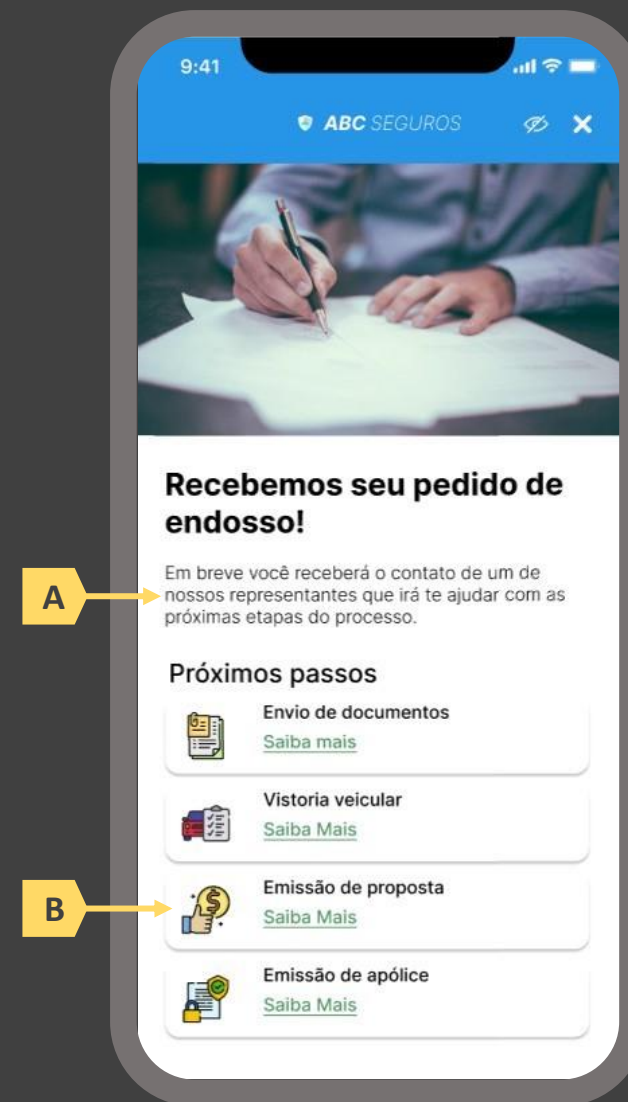 9:41
ABC SEGUROS
Recebemos seu pedido de
endosso!
Em breve você receberá o contato de um de
A
nossos representantes que irá te ajudar com as
próximas etapas do processo.
Próximos passos
Envio de documentos
Saiba mais
Vistoria veicular
Saiba Mais
Emissão de proposta
B
Saiba Mais
Emissão de apólice
Saiba Mais